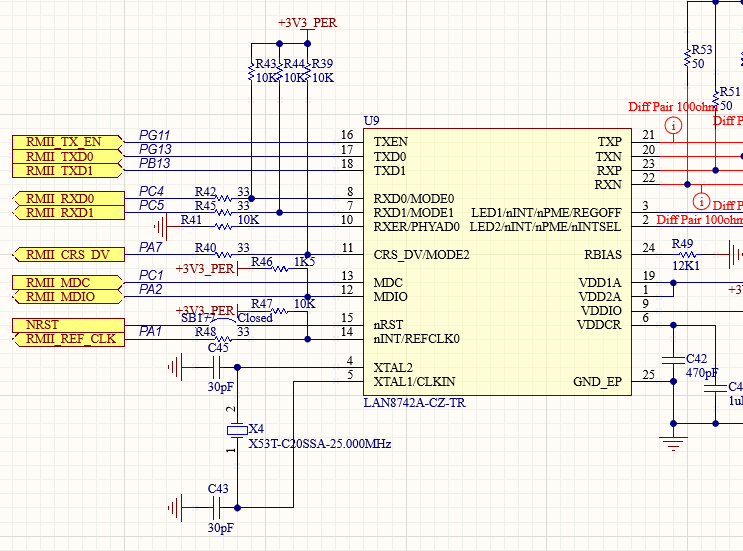 +3V3_PER
R43 R44 R39
10K 10K 10K
R53
50
R51
50
Diff Pair 100ohm
Diff P
U9
RMII_TX_EN PG11 16 TXEN TXP 21
RMII_TXD0 PG13 17 TXD0 TXN 20
RMII_TXD1 PB13 18 TXD1 RXP 23
RXN 22
RMII_RXD0 PC4 R42 33 8 RXD0/MODE0
Diff P
RMII_RXD1 PC5 R45 33 7 RXD1/MODE1 LED1/nINT/nPME/REGOFF 3
Diff Pair 100ohm
R41 10K 10 RXER/PHYAD0 LED2/nINT/nPME/nINTSEL 2
RMII_CRS_DV PA7 R40 33 11 CRS_DV/MODE2 RBIAS 24 R49
12K1
+3V3_PER R46 1K5
RMII_MDC PC1 13 MDC VDD1A 19
+3
RMII_MDIO PA2 12 MDIO VDD2A 1
+3V3_PER R47 10K VDDIO 9
SB17 Closed
NRST 15 nRST VDDCR 6
RMII_REF_CLK PA1 R48 33 14 nINT/REFCLK0
C45
30pF
4 XTAL2
5 XTAL1/CLKIN GND_EP 25
LAN8742A-CZ-TR
C42
470pF
C4
1u
2
X4
X53T-C20SSA-25.000MHz
1
C43
30pF